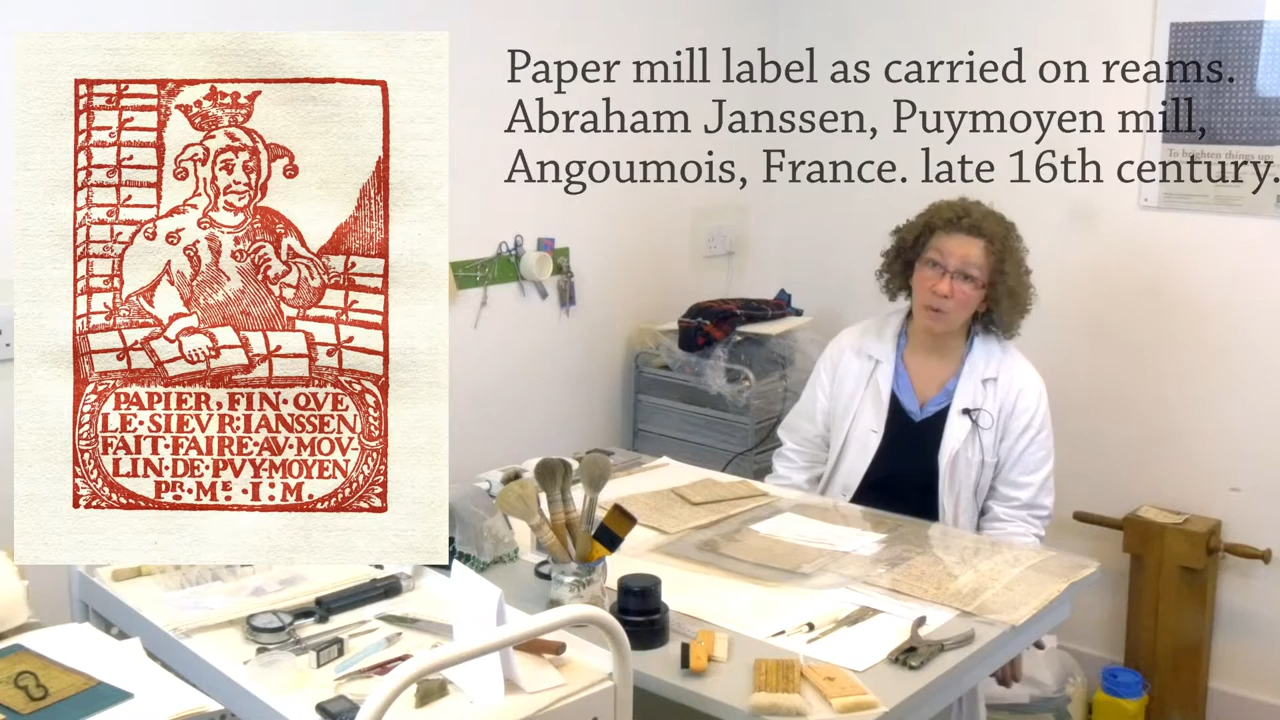 Paper mill label as carried on reams.
Abraham Janssen, Puymoyen mill,
Angoumois, France. late 16th century.
To brighten things up:
PAPIER, FIN· QVE
LE· SIEVR: IANSSEN
FAIT· FAIRE· AV· MOV-
LIN· DE· PVY· MOYEN
PR· ME· I: M.